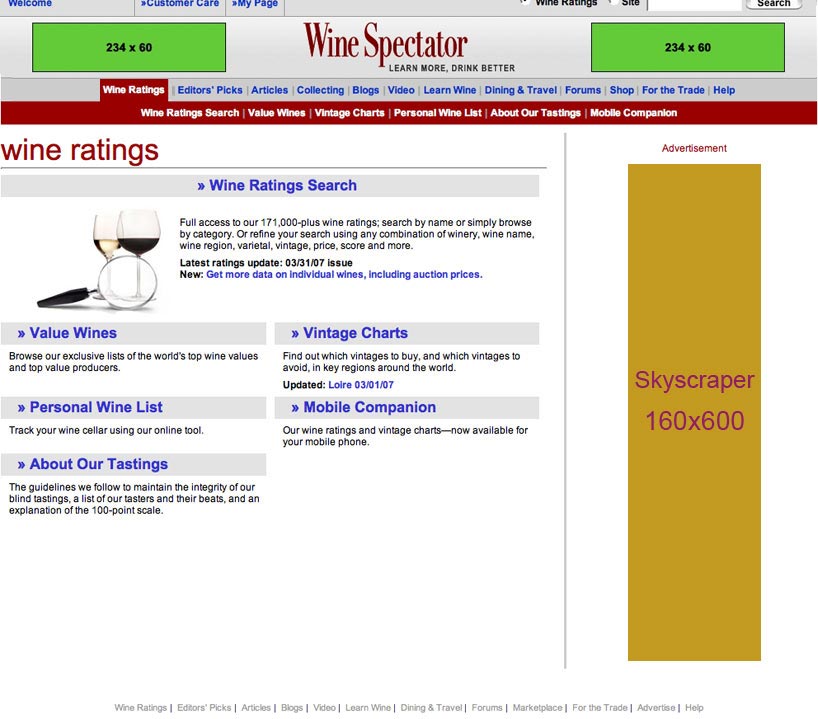 Welcome
»Customer Care
»My Page
Wine Ratings
Site
Search
234 x 60
Wine Spectator
LEARN MORE, DRINK BETTER
234 x 60
Wine Ratings | Editors' Picks | Articles | Collecting | Blogs | Video | Learn Wine | Dining & Travel | Forums | Shop | For the Trade | Help
Wine Ratings Search | Value Wines | Vintage Charts | Personal Wine List | About Our Tastings | Mobile Companion
wine ratings
» Wine Ratings Search
Full access to our 171,000-plus wine ratings; search by name or simply browse
by category. Or refine your search using any combination of winery, wine name,
wine region, varietal, vintage, price, score and more.
Latest ratings update: 03/31/07 issue
New: Get more data on individual wines, including auction prices.
» Value Wines
Browse our exclusive lists of the world's top wine values
and top value producers.
» Vintage Charts
Find out which vintages to buy, and which vintages to
avoid, in key regions around the world.
Updated: Loire 03/01/07
» Personal Wine List
Track your wine cellar using our online tool.
» Mobile Companion
Our wine ratings and vintage charts—now available for
your mobile phone.
» About Our Tastings
The guidelines we follow to maintain the integrity of our
blind tastings, a list of our tasters and their beats, and an
explanation of the 100-point scale.
Advertisement
Skyscraper
160x600
Wine Ratings | Editors' Picks | Articles | Blogs | Video | Learn Wine | Dining & Travel | Forums | Marketplace | For the Trade | Advertise | Help